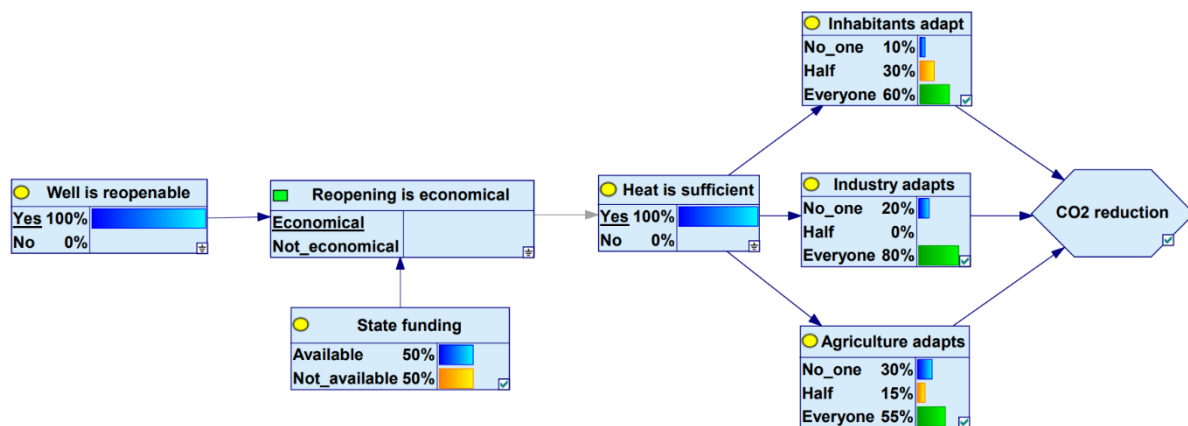 Well is reopenable
Yes 100%
No 0%
Reopening is economical
Economical
Not_economical
State funding
Available 50%
Not_available 50%
Heat is sufficient
Yes 100%
No 0%
Inhabitants adapt
No_one 10%
Half 30%
Everyone 60%
Industry adapts
No_one 20%
Half 0%
Everyone 80%
Agriculture adapts
No_one 30%
Half 15%
Everyone 55%
CO2 reduction